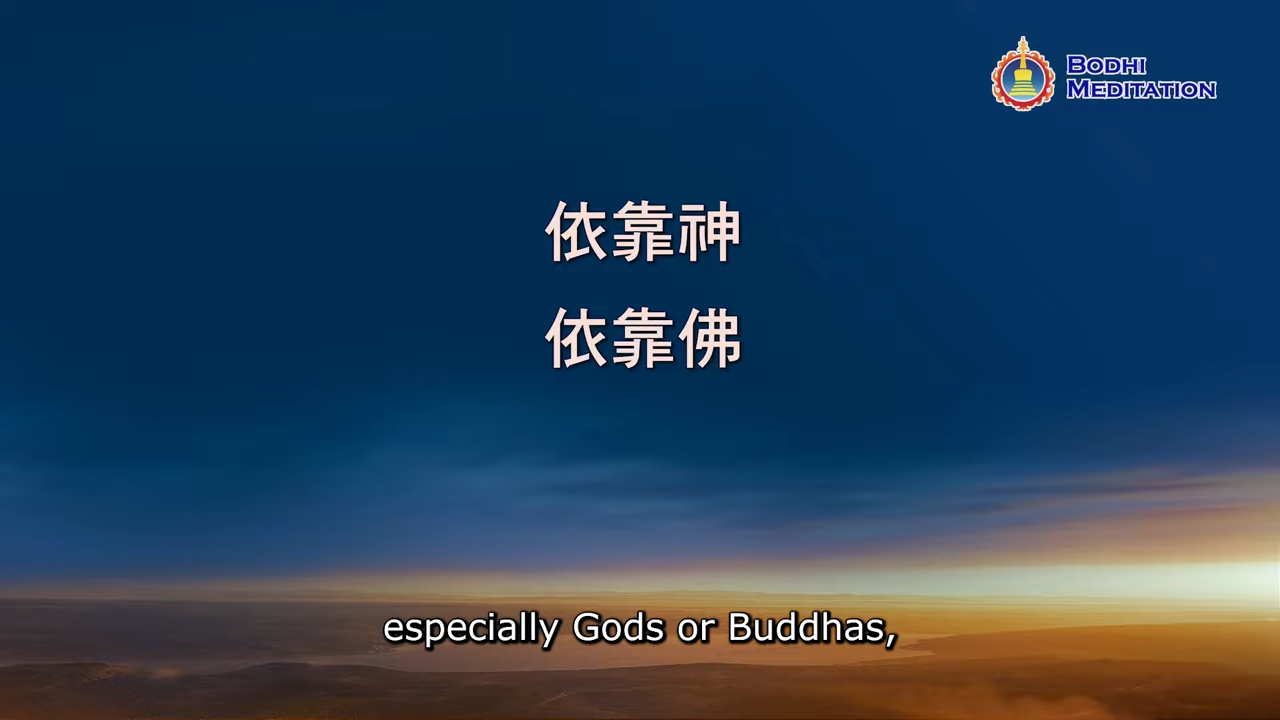 BODHI
MEDITATION
依靠神
依靠佛
especially Gods or Buddhas,